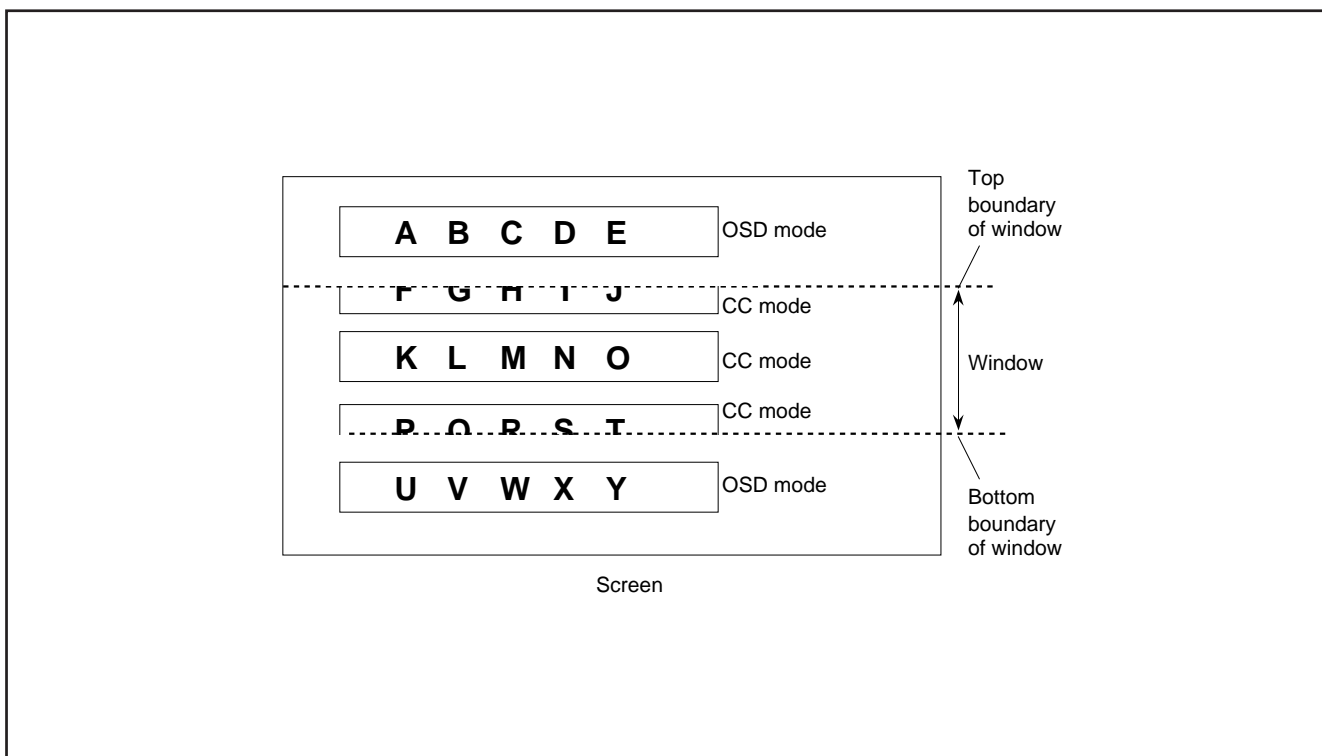 Top
boundary
of window
A B C D E
OSD mode
F G H I J
CC mode
K L M N O
CC mode
Window
CC mode
P Q R S T
U V W X Y
OSD mode
Bottom
boundary
of window
Screen